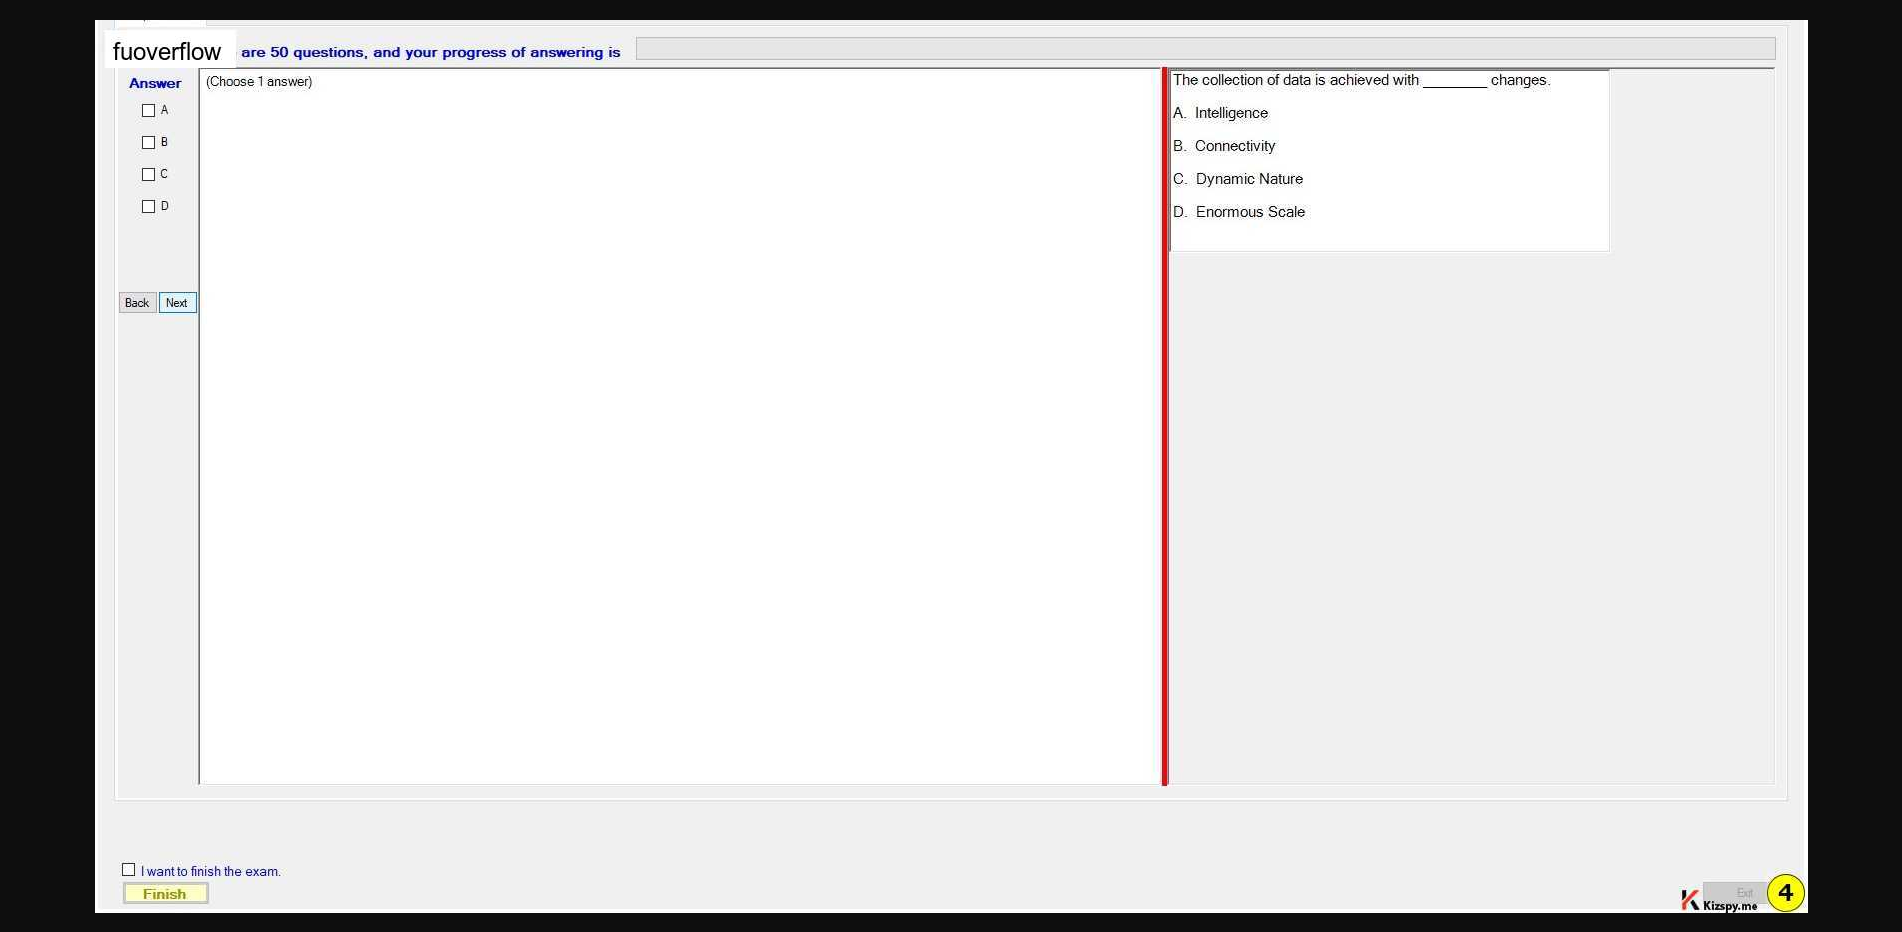 fuoverflow are 50 questions, and your progress of answering is
Answer
(Choose 1 answer)
A
B
C
D
Back Next
The collection of data is achieved with ________ changes.
A. Intelligence
B. Connectivity
C. Dynamic Nature
D. Enormous Scale
I want to finish the exam.
Finish
Exit
Kizspy.me
4